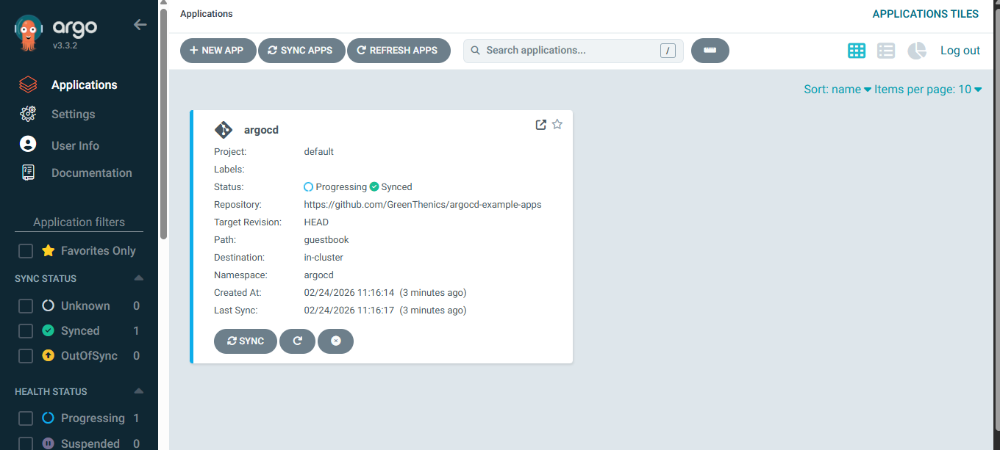 argo
v3.3.2
Applications
Settings
User Info
Documentation
Application filters
Favorites Only
SYNC STATUS
Unknown 0
Synced 1
OutOfSync 0
HEALTH STATUS
Progressing 1
Suspended 0
Applications
APPLICATIONS TILES
+ NEW APP
SYNC APPS
REFRESH APPS
Search applications...
/
Log out
Sort: name
Items per page: 10
argocd
Project: default
Labels:
Status: Progressing Synced
Repository: https://github.com/GreenThenics/argocd-example-apps
Target Revision: HEAD
Path: guestbook
Destination: in-cluster
Namespace: argocd
Created At: 02/24/2026 11:16:14 (3 minutes ago)
Last Sync: 02/24/2026 11:16:17 (3 minutes ago)
SYNC